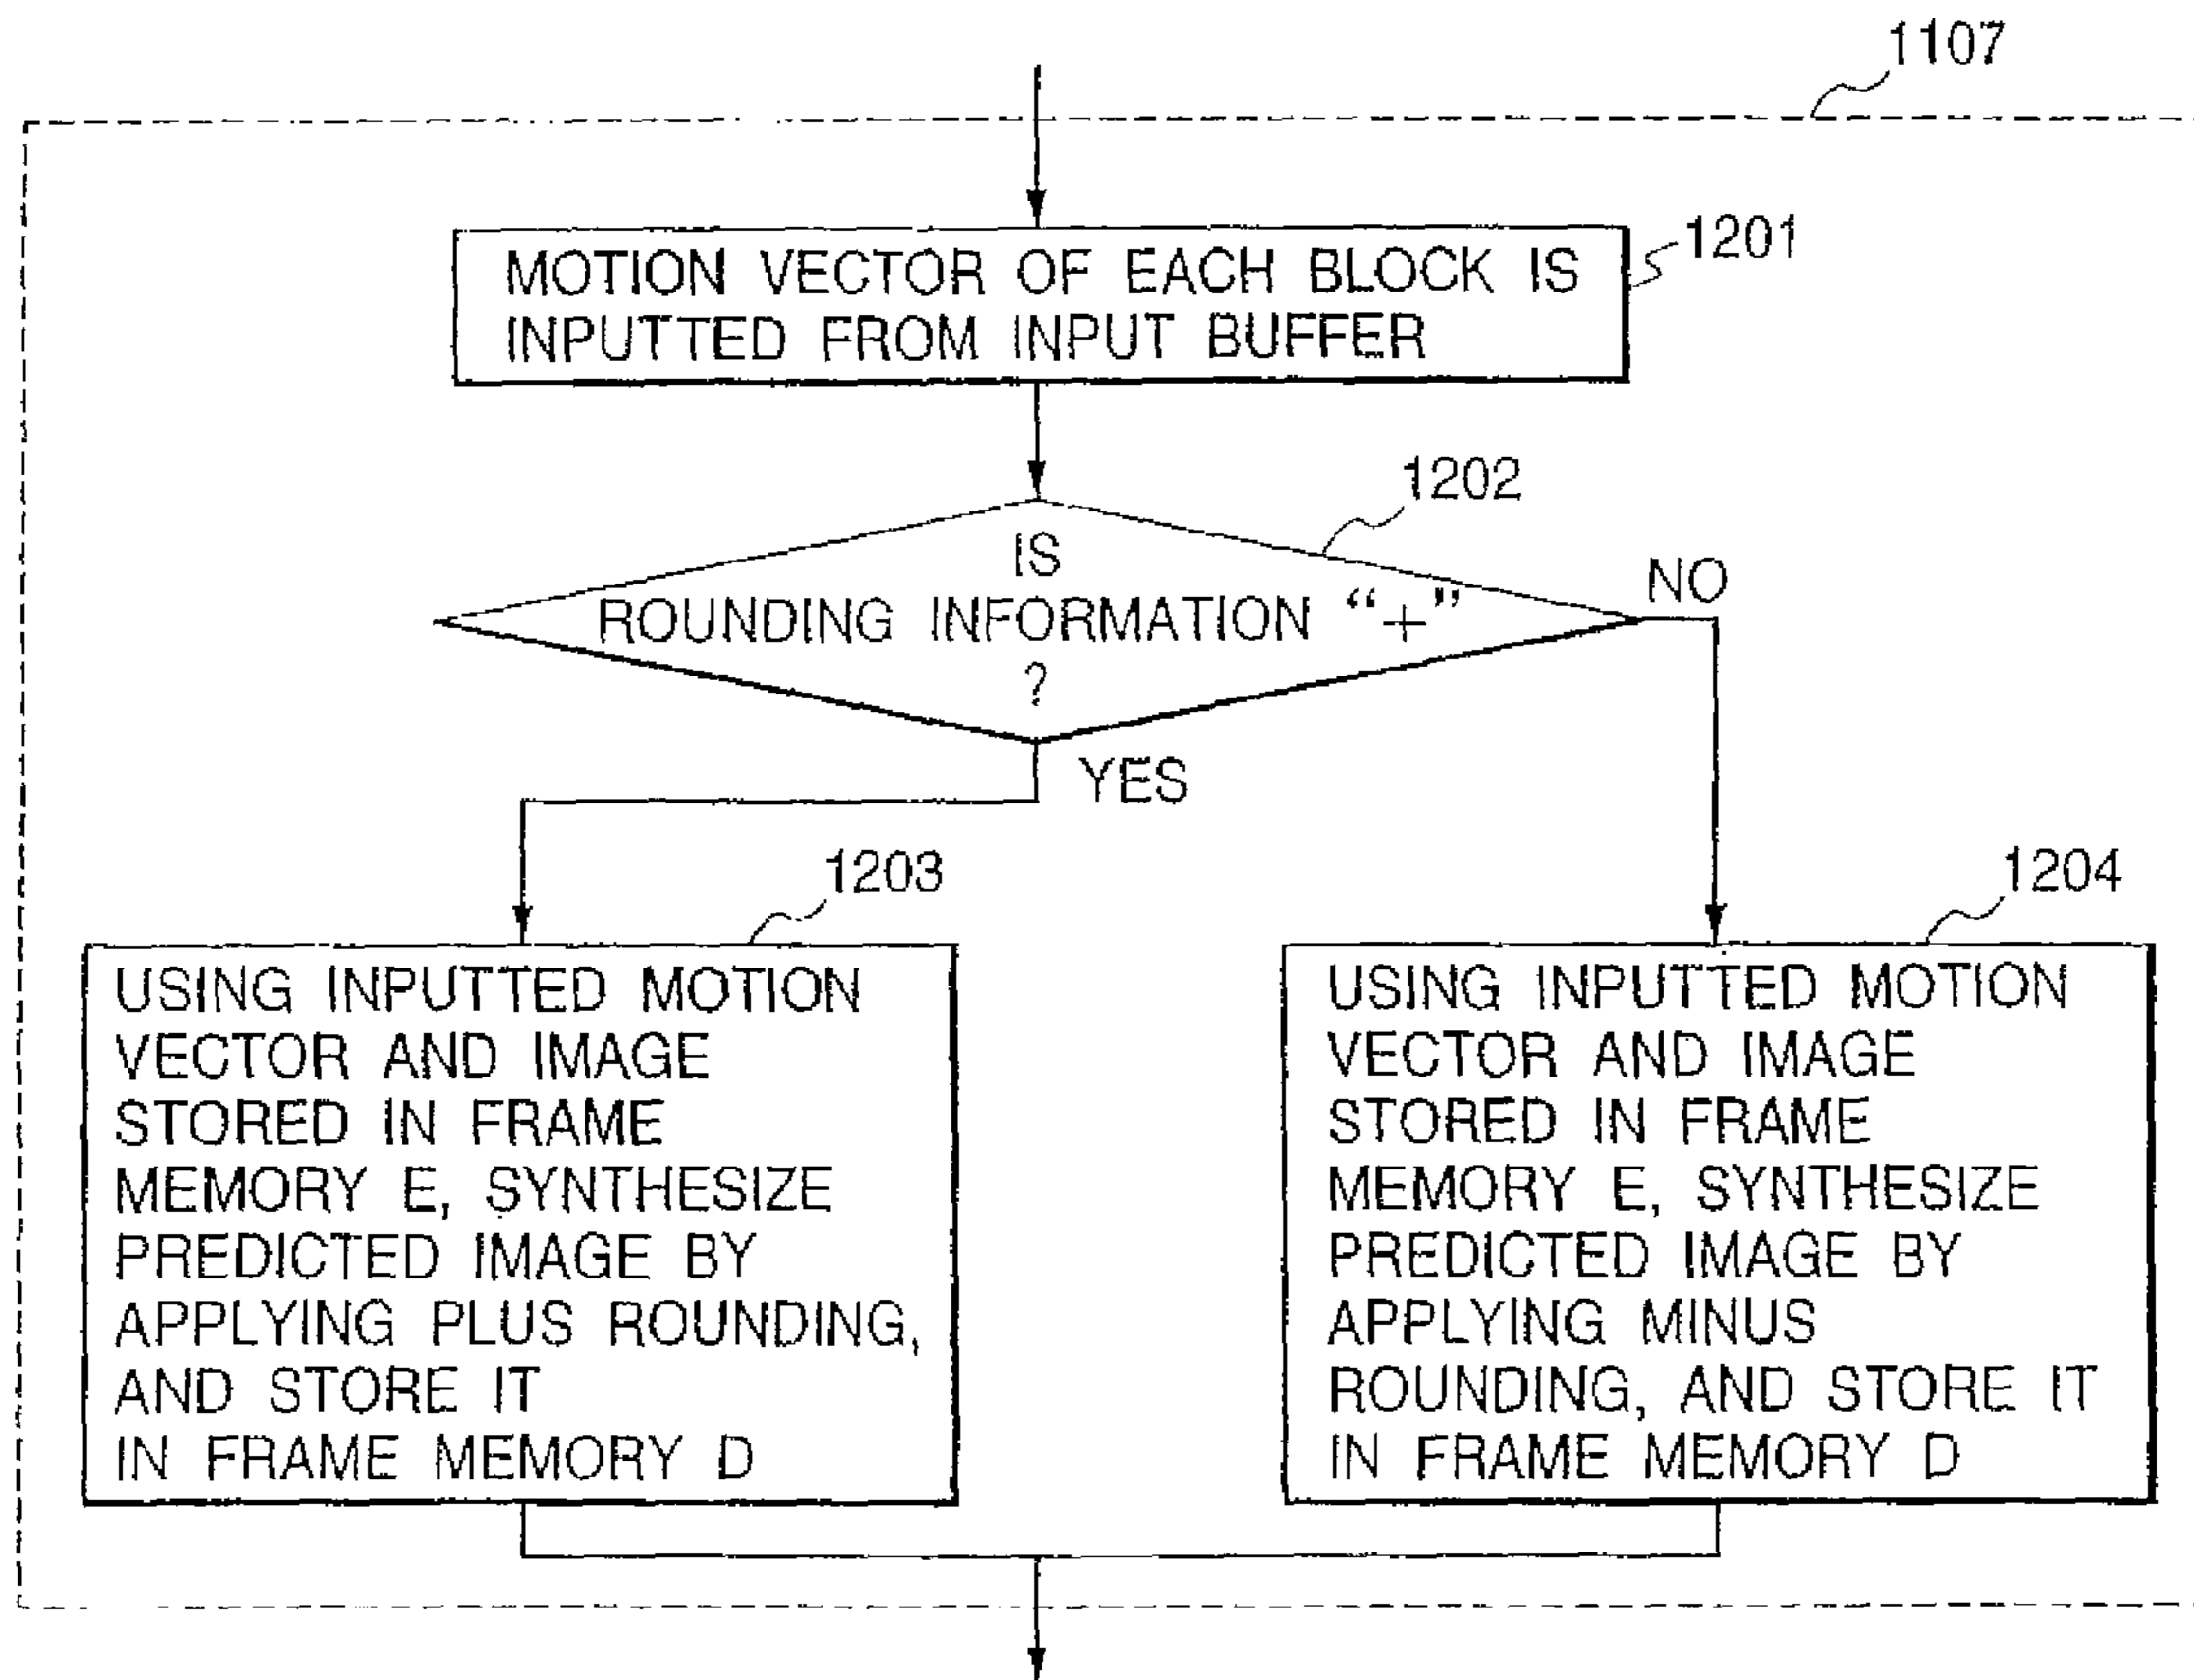 1107
MOTION VECTOR OF EACH BLOCK IS
INPUTTED FROM INPUT BUFFER
1201
1202
IS
ROUNDING INFORMATION “+”
?
NO
YES
1203
USING INPUTTED MOTION
VECTOR AND IMAGE
STORED IN FRAME
MEMORY E, SYNTHESIZE
PREDICTED IMAGE BY
APPLYING PLUS ROUNDING,
AND STORE IT
IN FRAME MEMORY D
1204
USING INPUTTED MOTION
VECTOR AND IMAGE
STORED IN FRAME
MEMORY E, SYNTHESIZE
PREDICTED IMAGE BY
APPLYING MINUS
ROUNDING, AND STORE IT
IN FRAME MEMORY D